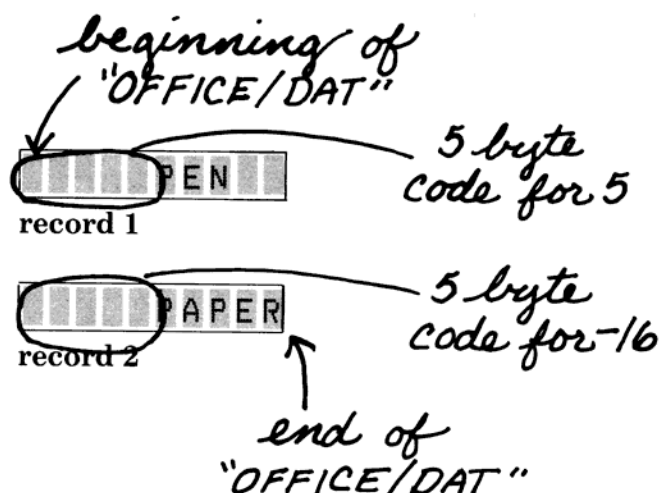 beginning of
"OFFICE/DAT"
5 byte
code for 5
PEN
record 1
5 byte
code for -16
PAPER
record 2
end of
"OFFICE/DAT"